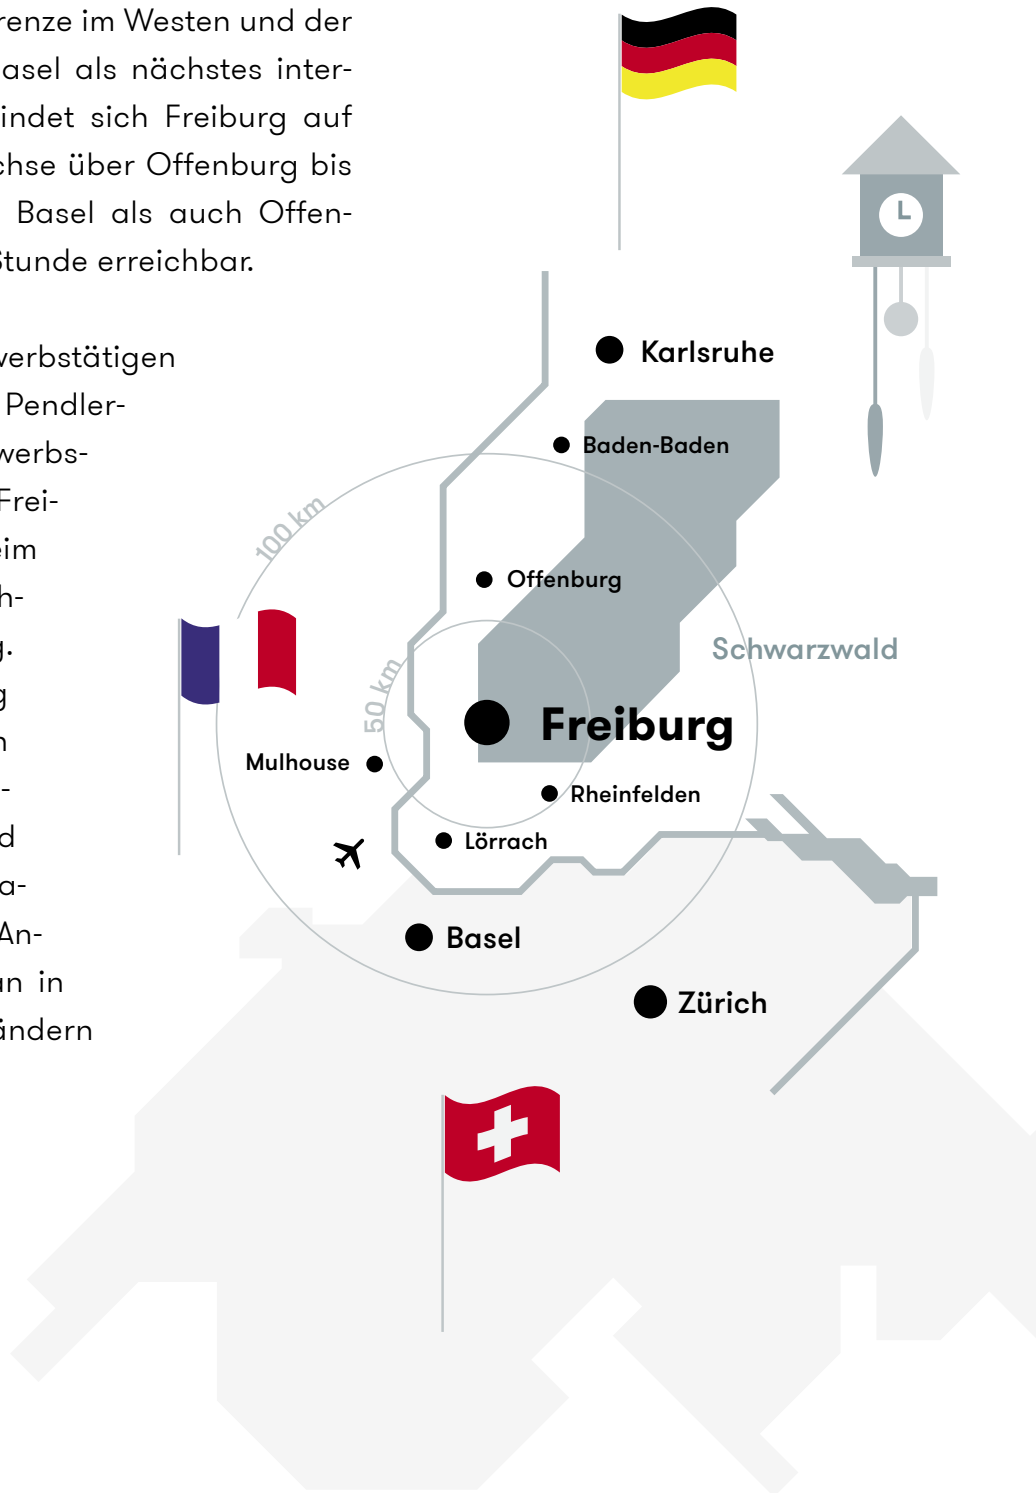 renze im Westen und der
asel als nächstes inter-
indet sich Freiburg auf
chse über Offenburg bis
Basel als auch Offen-
Stunde erreichbar.
werbstätigen
Pendler-
werbs-
Frei-
eim
h-
g.
g
n
-
d
a-
An-
an in
ändern
Karlsruhe
Baden-Baden
100 km
Offenburg
Schwarzwald
50 km
Freiburg
Mulhouse
Rheinfelden
Lörrach
Basel
Zürich